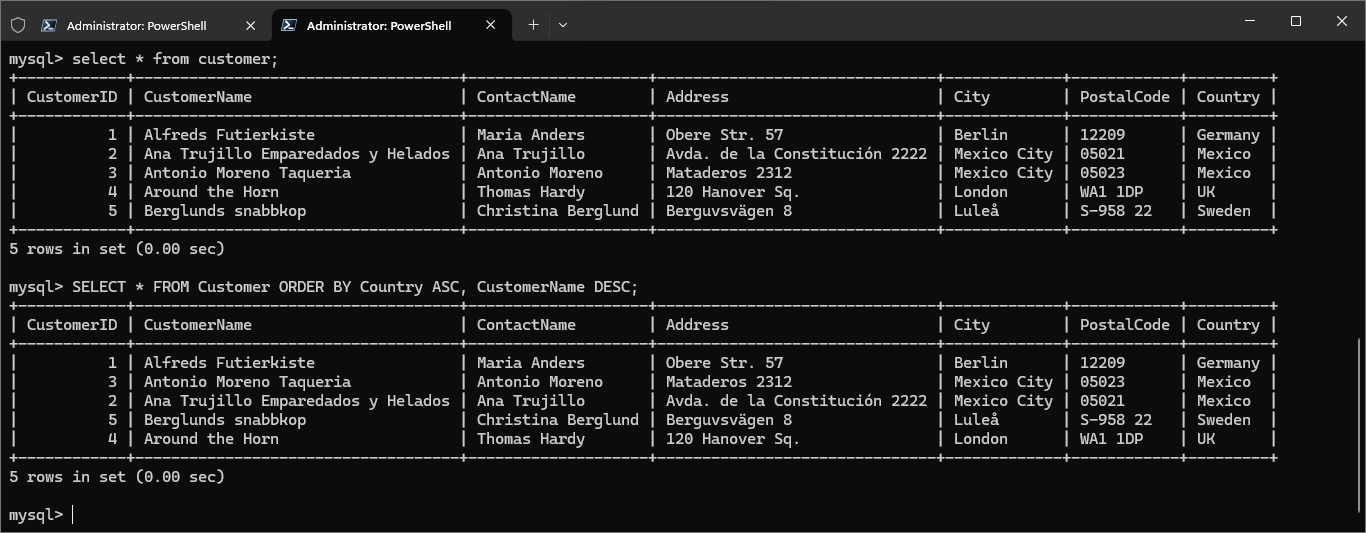 Administrator: PowerShell
Administrator: PowerShell
mysql> select * from customer;
+------------+------------------------------------+--------------------+-------------------------------+-------------+------------+---------+
| CustomerID | CustomerName                       | ContactName        | Address                       | City        | PostalCode | Country |
+------------+------------------------------------+--------------------+-------------------------------+-------------+------------+---------+
|          1 | Alfreds Futierkiste                | Maria Anders       | Obere Str. 57                 | Berlin      | 12209      | Germany |
|          2 | Ana Trujillo Emparedados y Helados | Ana Trujillo       | Avda. de la Constitución 2222 | Mexico City | 05021      | Mexico  |
|          3 | Antonio Moreno Taqueria            | Antonio Moreno     | Mataderos 2312                | Mexico City | 05023      | Mexico  |
|          4 | Around the Horn                    | Thomas Hardy       | 120 Hanover Sq.               | London      | WA1 1DP    | UK      |
|          5 | Berglunds snabbkop                 | Christina Berglund | Berguvsvägen 8                | Luleå       | S-958 22   | Sweden  |
+------------+------------------------------------+--------------------+-------------------------------+-------------+------------+---------+
5 rows in set (0.00 sec)
mysql> SELECT * FROM Customer ORDER BY Country ASC, CustomerName DESC;
+------------+------------------------------------+--------------------+-------------------------------+-------------+------------+---------+
| CustomerID | CustomerName                       | ContactName        | Address                       | City        | PostalCode | Country |
+------------+------------------------------------+--------------------+-------------------------------+-------------+------------+---------+
|          1 | Alfreds Futierkiste                | Maria Anders       | Obere Str. 57                 | Berlin      | 12209      | Germany |
|          3 | Antonio Moreno Taqueria            | Antonio Moreno     | Mataderos 2312                | Mexico City | 05023      | Mexico  |
|          2 | Ana Trujillo Emparedados y Helados | Ana Trujillo       | Avda. de la Constitución 2222 | Mexico City | 05021      | Mexico  |
|          5 | Berglunds snabbkop                 | Christina Berglund | Berguvsvägen 8                | Luleå       | S-958 22   | Sweden  |
|          4 | Around the Horn                    | Thomas Hardy       | 120 Hanover Sq.               | London      | WA1 1DP    | UK      |
+------------+------------------------------------+--------------------+-------------------------------+-------------+------------+---------+
5 rows in set (0.00 sec)
mysql>